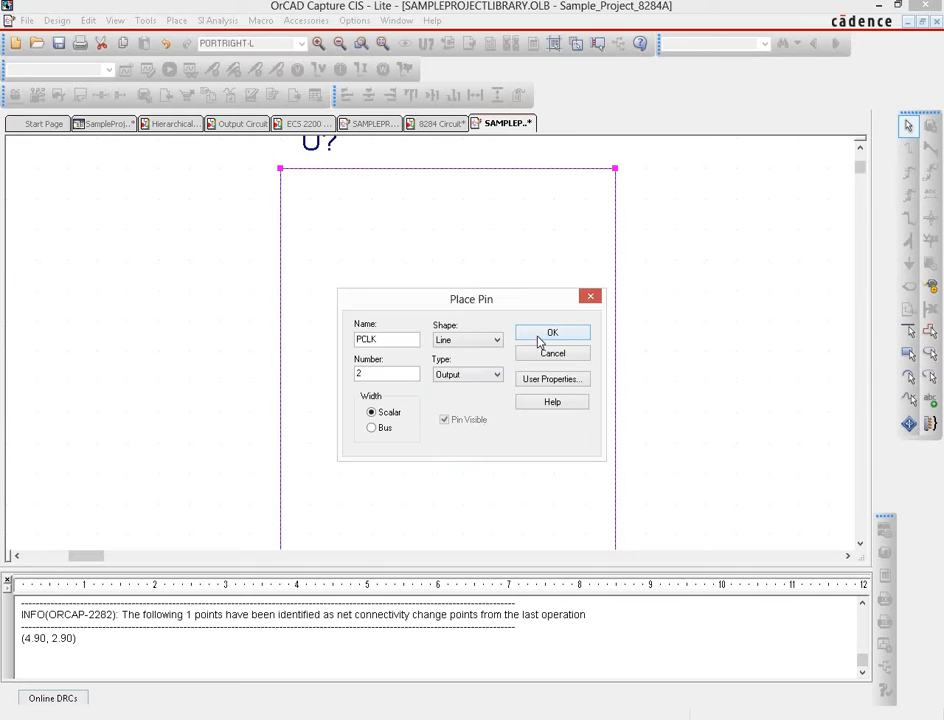 OrCAD Capture CIS - Lite - [SAMPLEPROJECTLIBRARY.OLB - Sample_Project_8284A]
File Design Edit View Tools Place SI Analysis Macro Accessories Options Window Help
cādence
PORTRIGHT-L
U?
Start Page
SampleProj...*
Hierarchical...
Output Circuit
EC5 2200 ...
SAMPLEPR...
8284 Circuit*
SAMPLEP...*
U?
Place Pin
Name:
Shape:
PCLK
Line
OK
Number:
Type:
Cancel
2
Output
User Properties...
Width
Scalar
Help
Bus
Pin Visible
1 2 3 4 5 6 7 8 9 10 11 12
INFO(ORCAP-2282): The following 1 points have been identified as net connectivity change points from the last operation
(4.90, 2.90)
Online DRCs